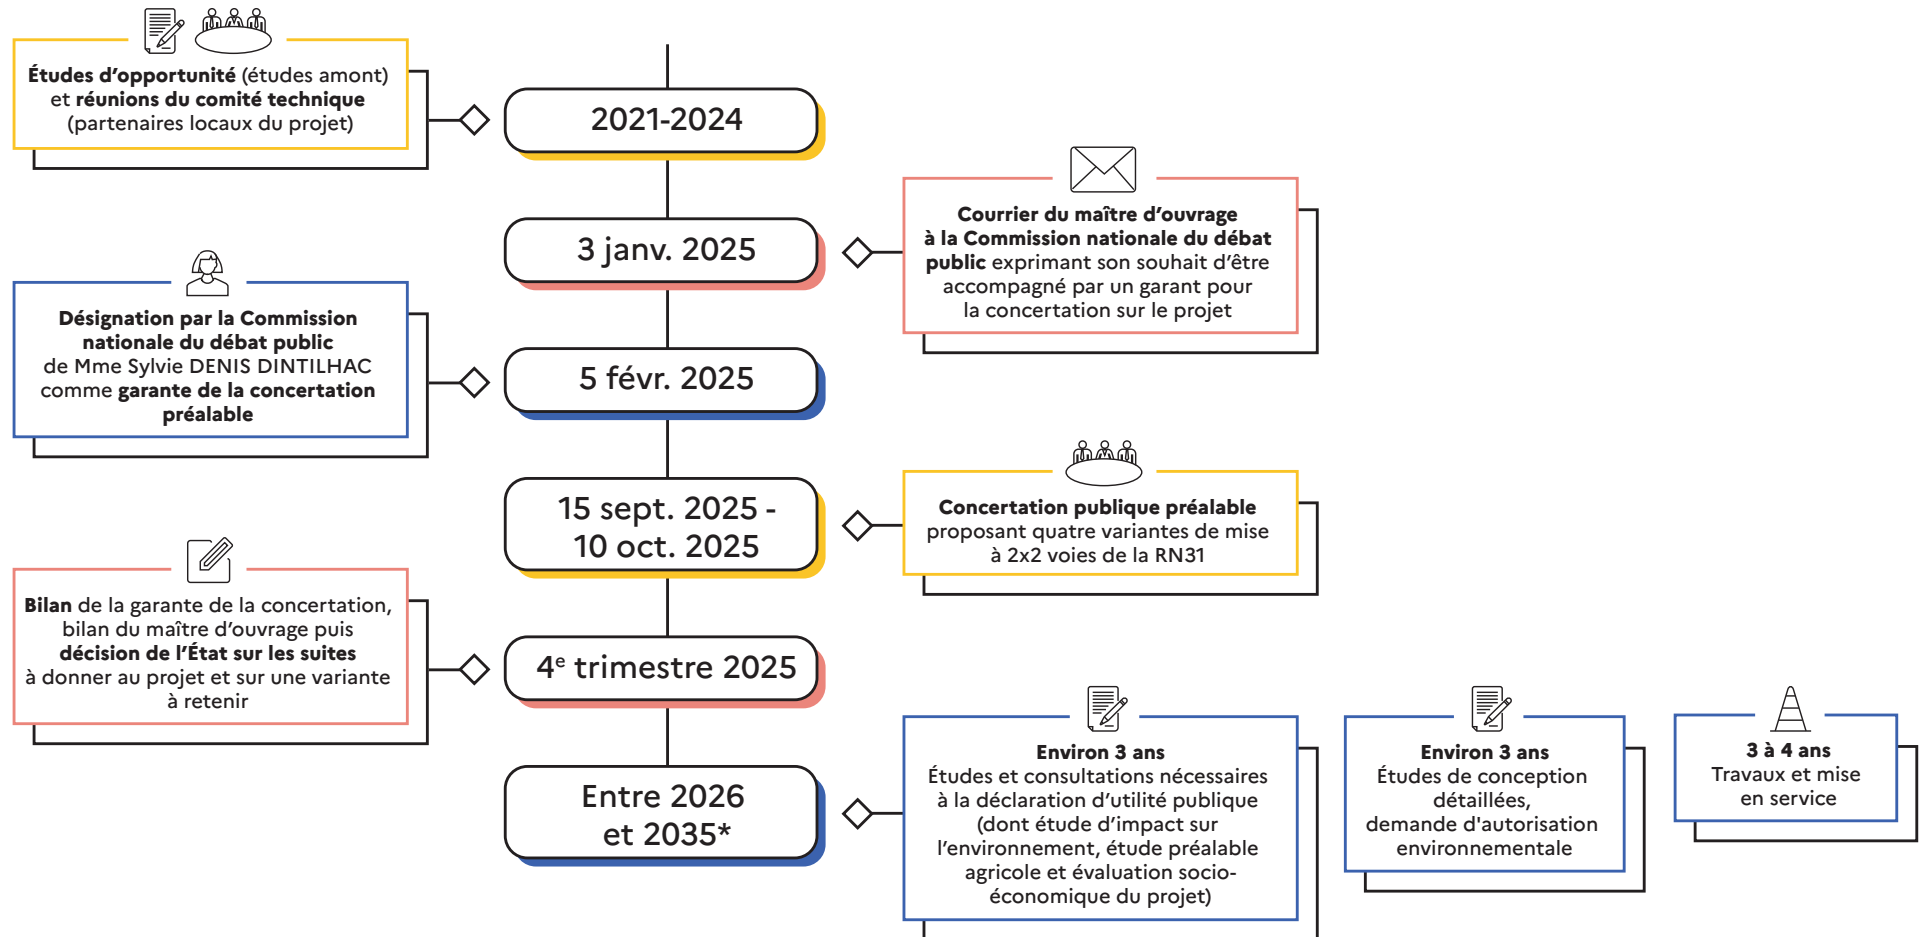 Études d'opportunité (études amont)
et réunions du comité technique
(partenaires locaux du projet)
2021-2024
3 janv. 2025
Courrier du maître d'ouvrage
à la Commission nationale du débat
public exprimant son souhait d'être
accompagné par un garant pour
la concertation sur le projet
Désignation par la Commission
nationale du débat public
de Mme Sylvie DENIS DINTILHAC
comme garante de la concertation
préalable
5 févr. 2025
15 sept. 2025 -
10 oct. 2025
Concertation publique préalable
proposant quatre variantes de mise
à 2x2 voies de la RN31
Bilan de la garante de la concertation,
bilan du maître d'ouvrage puis
décision de l'État sur les suites
à donner au projet et sur une variante
à retenir
4e trimestre 2025
Entre 2026
et 2035*
Environ 3 ans
Études et consultations nécessaires
à la déclaration d'utilité publique
(dont étude d'impact sur
l'environnement, étude préalable
agricole et évaluation socio-
économique du projet)
Environ 3 ans
Études de conception
détaillées,
demande d'autorisation
environnementale
3 à 4 ans
Travaux et mise
en service